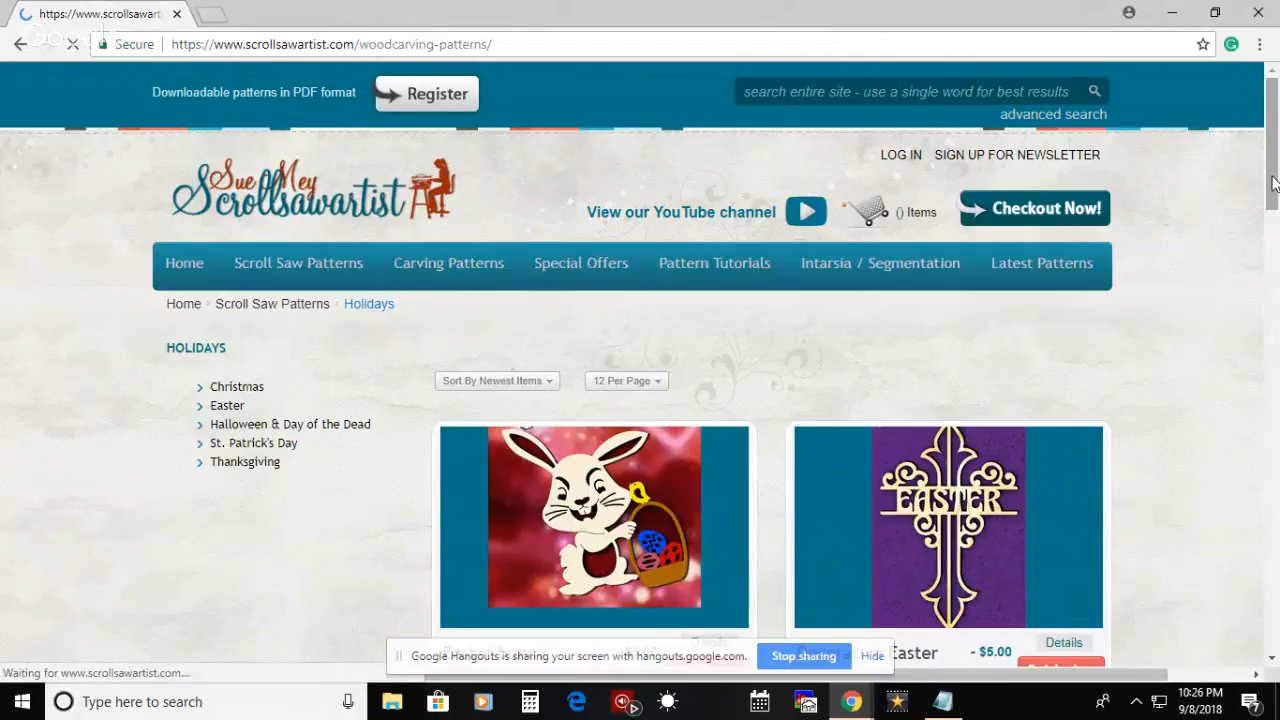 https://www.scrollsawart
Secure
https://www.scrollsawartist.com/woodcarving-patterns/
Downloadable patterns in PDF format
Register
search entire site - use a single word for best results
advanced search
LOG IN
SIGN UP FOR NEWSLETTER
Sue Mey
Scrollsawartist
View our YouTube channel
() Items
Checkout Now!
Home
Scroll Saw Patterns
Carving Patterns
Special Offers
Pattern Tutorials
Intarsia / Segmentation
Latest Patterns
Home › Scroll Saw Patterns › Holidays
HOLIDAYS
Christmas
Easter
Halloween & Day of the Dead
St. Patrick's Day
Thanksgiving
Sort By Newest Items
12 Per Page
EASTER
Details
Easter
- $5.00
Google Hangouts is sharing your screen with hangouts.google.com.
Stop sharing
Hide
Waiting for www.scrollsawartist.com...
Type here to search
10:26 PM
9/8/2018
7